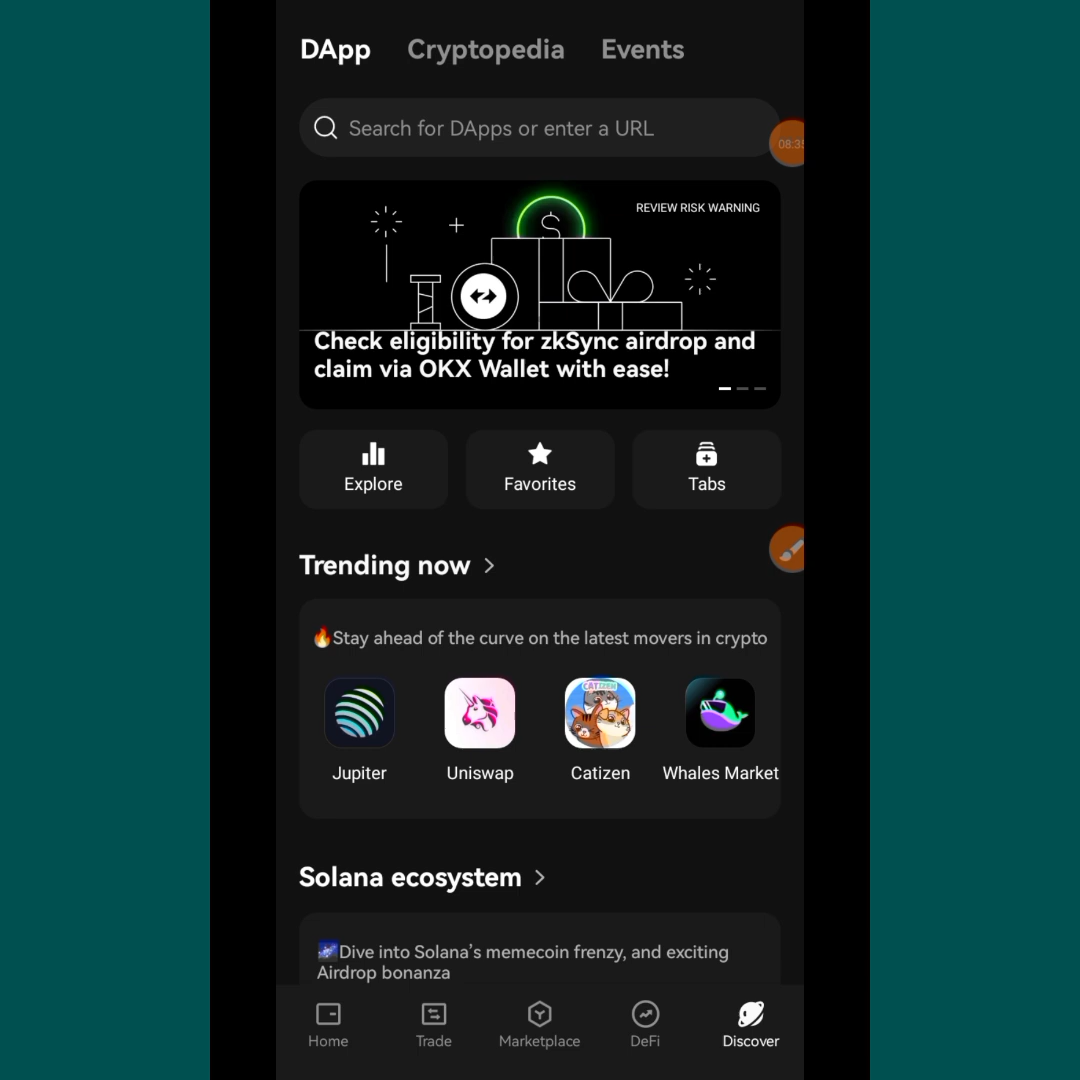 DApp Cryptopedia Events
Search for DApps or enter a URL
08:35
REVIEW RISK WARNING
Check eligibility for zkSync airdrop and
claim via OKX Wallet with ease!
Explore Favorites Tabs
Trending now
🔥Stay ahead of the curve on the latest movers in crypto
CATIZEN
Jupiter Uniswap Catizen Whales Market
Solana ecosystem
🌌Dive into Solana’s memecoin frenzy, and exciting
Airdrop bonanza
Home Trade Marketplace DeFi Discover